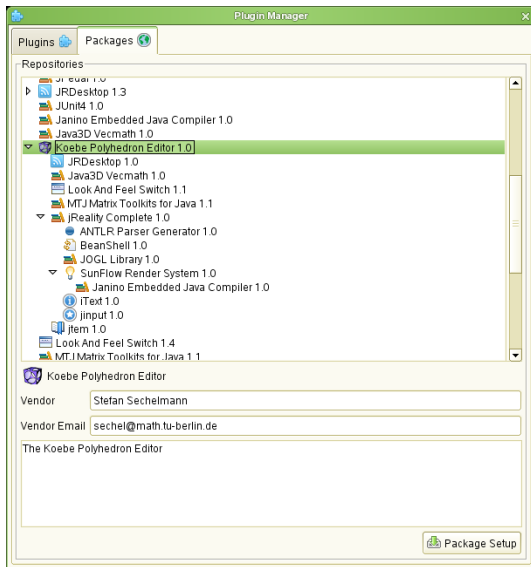 Plugin Manager
Plugins
Packages
Repositories
JRDesktop 1.3
JUnit4 1.0
Janino Embedded Java Compiler 1.0
Java3D Vecmath 1.0
Koebe Polyhedron Editor 1.0
JRDesktop 1.0
Java3D Vecmath 1.0
Look And Feel Switch 1.1
MTJ Matrix Toolkits for Java 1.1
jReality Complete 1.0
ANTLR Parser Generator 1.0
BeanShell 1.0
JOGL Library 1.0
SunFlow Render System 1.0
Janino Embedded Java Compiler 1.0
iText 1.0
jinput 1.0
jtem 1.0
Look And Feel Switch 1.4
MTJ Matrix Toolkits for Java 1.1
Koebe Polyhedron Editor
Vendor Stefan Sechelmann
Vendor Email sechel@math.tu-berlin.de
The Koebe Polyhedron Editor
Package Setup